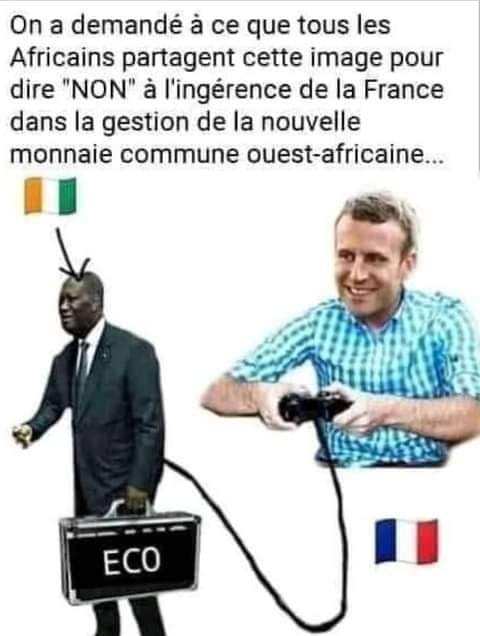 On a demandé à ce que tous les
Africains partagent cette image pour
dire "NON" à l'ingérence de la France
dans la gestion de la nouvelle
monnaie commune ouest-africaine...
ECO